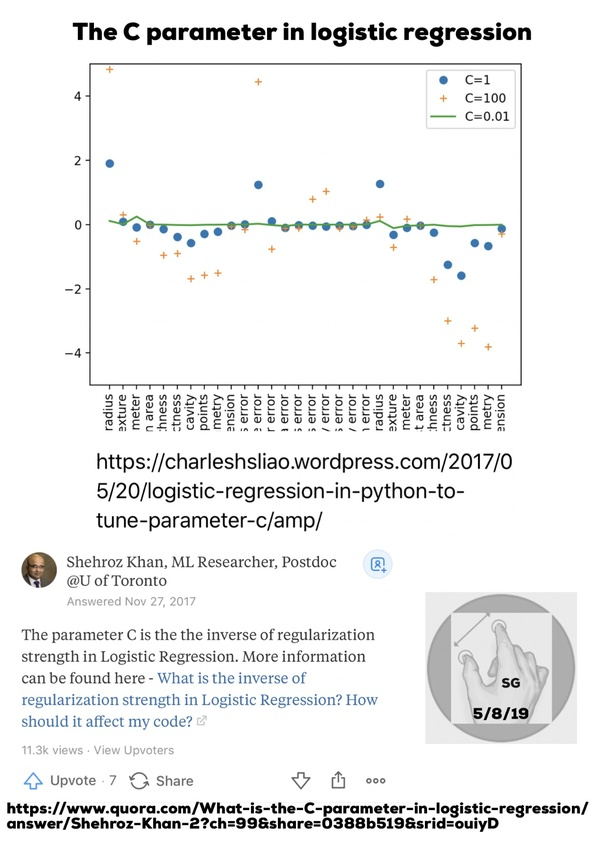 The C parameter in logistic regression
C=1
C=100
C=0.01
4
2
0
−2
−4
radius
exture
meter
n area
thness
ctness
cavity
points
metry
ension
s error
e error
r error
a error
s error
s error
y error
s error
y error
n error
radius
exture
meter
t area
thness
ctness
cavity
points
metry
ension
https://charleshsliao.wordpress.com/2017/0
5/20/logistic-regression-in-python-to-
tune-parameter-c/amp/
Shehroz Khan, ML Researcher, Postdoc
@U of Toronto
Answered Nov 27, 2017
The parameter C is the the inverse of regularization
strength in Logistic Regression. More information
can be found here - What is the inverse of
regularization strength in Logistic Regression? How
should it affect my code?
11.3k views · View Upvoters
Upvote · 7 Share
SG
5/8/19
https://www.quora.com/What-is-the-C-parameter-in-logistic-regression/
answer/Shehroz-Khan-2?ch=99&share=0388b519&srid=ouiyD